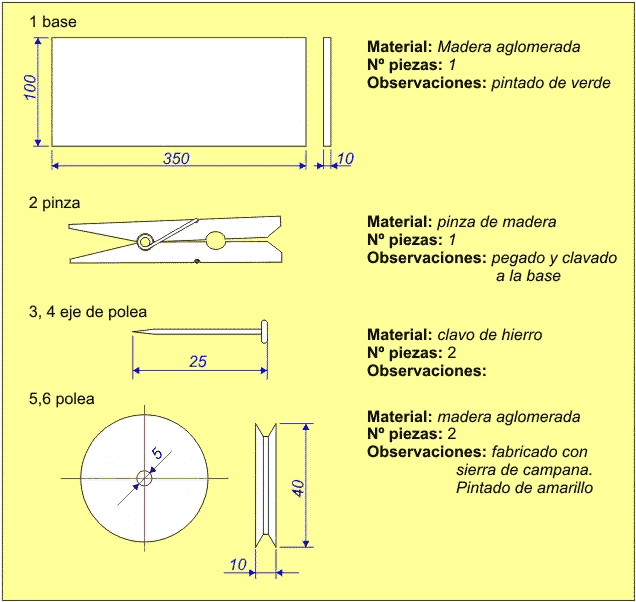 1 base
100
350
10
Material: Madera aglomerada
Nº piezas: 1
Observaciones: pintado de verde
2 pinza
Material: pinza de madera
Nº piezas: 1
Observaciones: pegado y clavado
a la base
3, 4 eje de polea
25
Material: clavo de hierro
Nº piezas: 2
Observaciones:
5,6 polea
5
40
10
Material: madera aglomerada
Nº piezas: 2
Observaciones: fabricado con
sierra de campana.
Pintado de amarillo